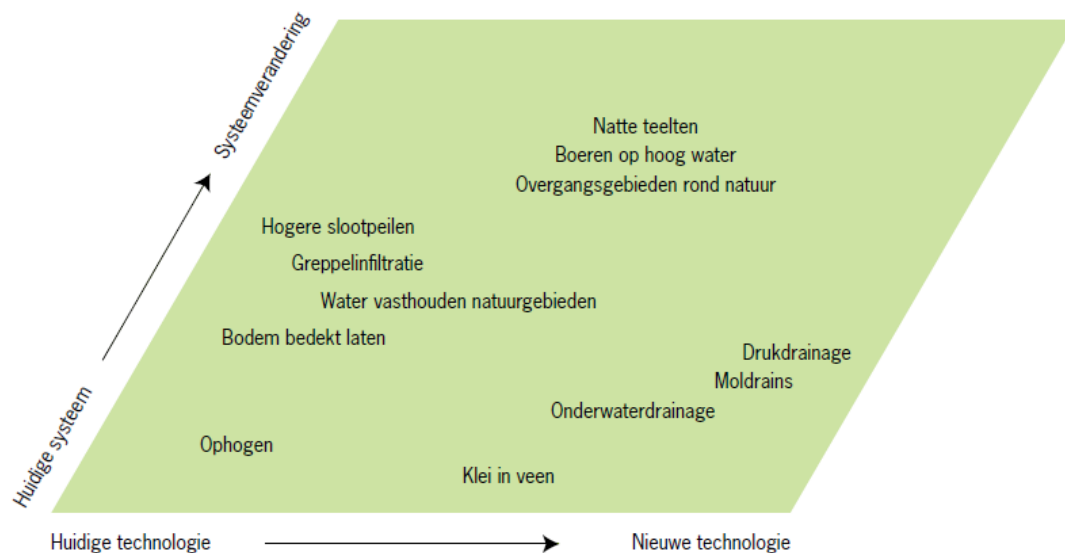 Systeemverandering
Natte teelten
Boeren op hoog water
Overgangsgebieden rond natuur
Hogere slootpeilen
Greppelinfiltratie
Water vasthouden natuurgebieden
Bodem bedekt laten
Drukdrainage
Moldrains
Onderwaterdrainage
Huidige systeem
Ophogen
Klei in veen
Huidige technologie
Nieuwe technologie